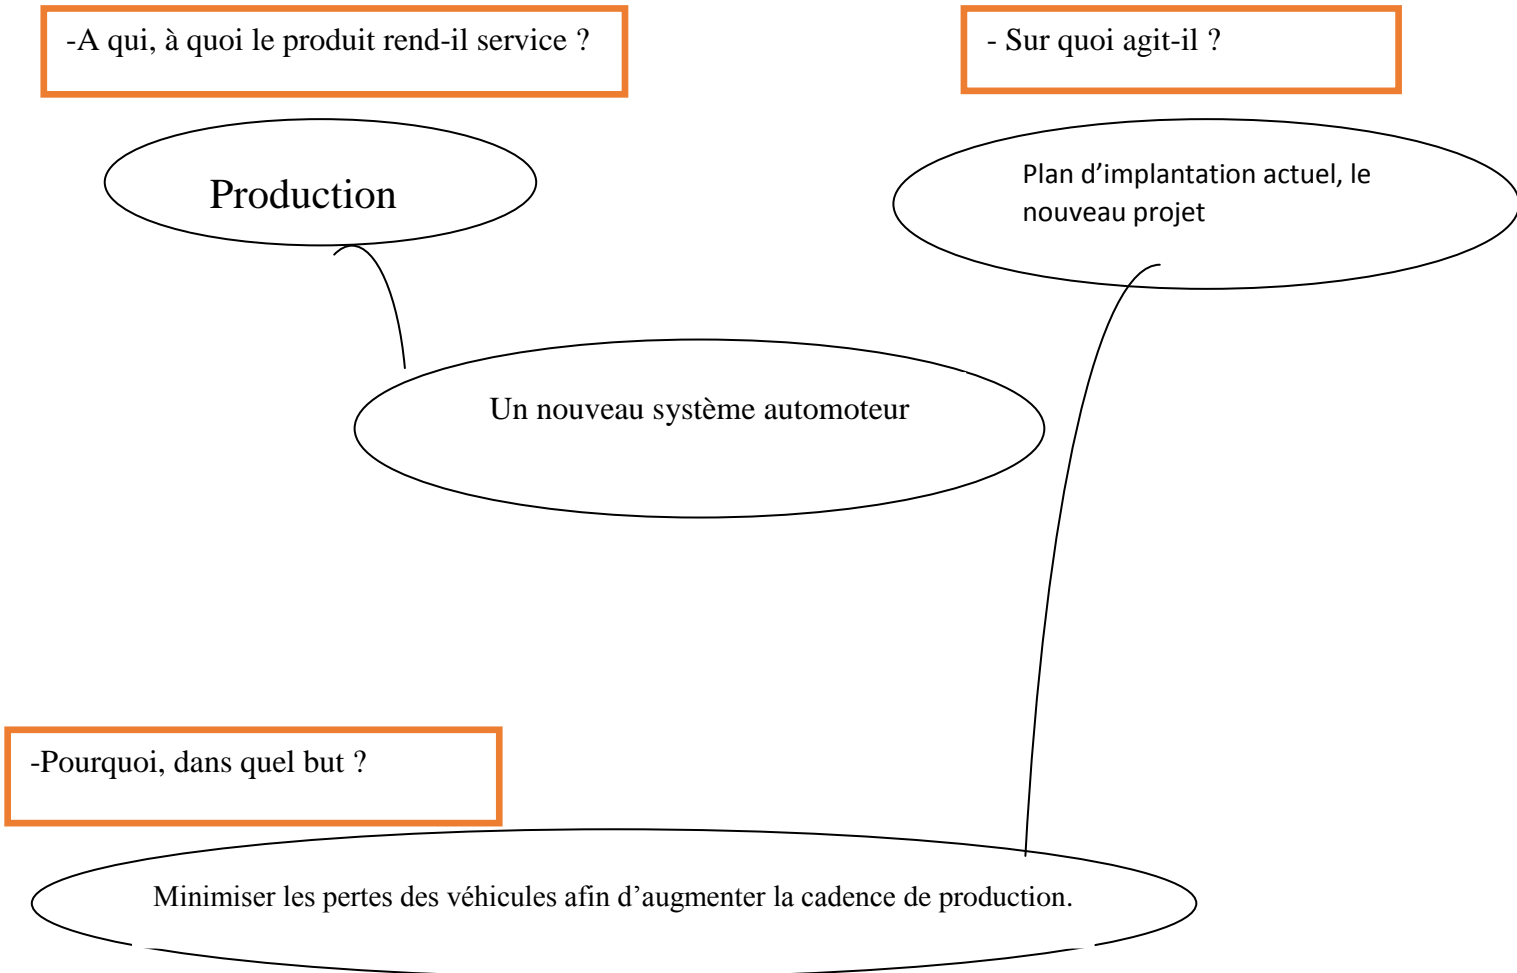 -A qui, à quoi le produit rend-il service ?
- Sur quoi agit-il ?
Production
Plan d’implantation actuel, le
nouveau projet
Un nouveau système automoteur
-Pourquoi, dans quel but ?
Minimiser les pertes des véhicules afin d’augmenter la cadence de production.